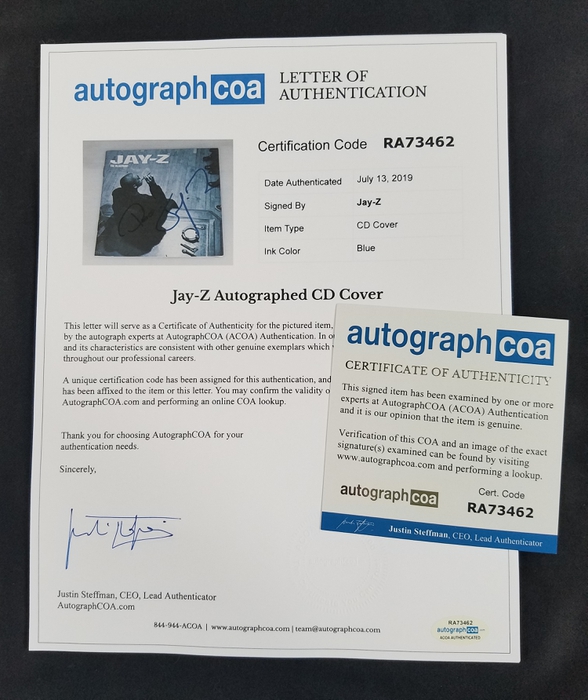 autographcoa
LETTER OF
AUTHENTICATION
Certification Code RA73462
Date Authenticated July 13, 2019
Signed By Jay-Z
Item Type CD Cover
Ink Color Blue
JAY-Z
Jay-Z Autographed CD Cover
This letter will serve as a Certificate of Authenticity for the pictured item,
by the autograph experts at AutographCOA (ACOA) Authentication. In
and its characteristics are consistent with other genuine exemplars which
throughout our professional careers.
A unique certification code has been assigned for this authentication, and
has been affixed to the item or this letter. You may confirm the validity
AutographCOA.com and performing an online COA lookup.
Thank you for choosing AutographCOA for your
authentication needs.
Sincerely,
Justin Steffman, CEO, Lead Authenticator
AutographCOA.com
844-944-ACOA | www.autographcoa.com | team@autographcoa.com
RA73462
autographcoa
ACOA AUTHENTICATED
autographcoa
CERTIFICATE OF AUTHENTICITY
This signed item has been examined by one or more
experts at AutographCOA (ACOA) Authentication
and it is our opinion that the item is genuine.
Verification of this COA and an image of the exact
signature(s) examined can be found by visiting
www.autographcoa.com and performing a lookup.
autographcoa
Cert. Code
RA73462
Justin Steffman, CEO, Lead Authenticator